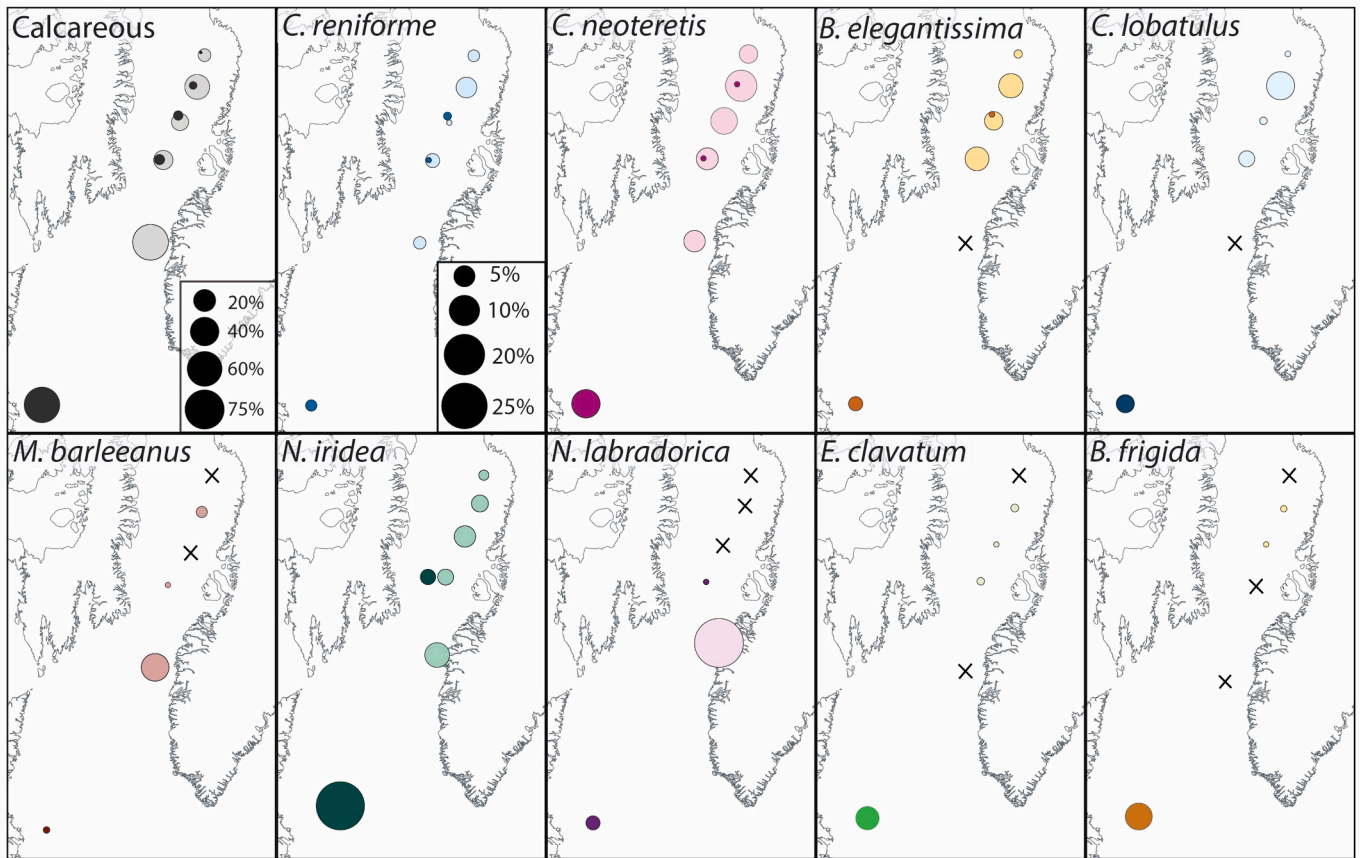 Calcareous
C. reniforme
C. neoteretis
B. elegantissima
C. lobatulus
20%
40%
60%
75%
5%
10%
20%
25%
M. barleeanus
N. iridea
N. labradorica
E. clavatum
B. frigida